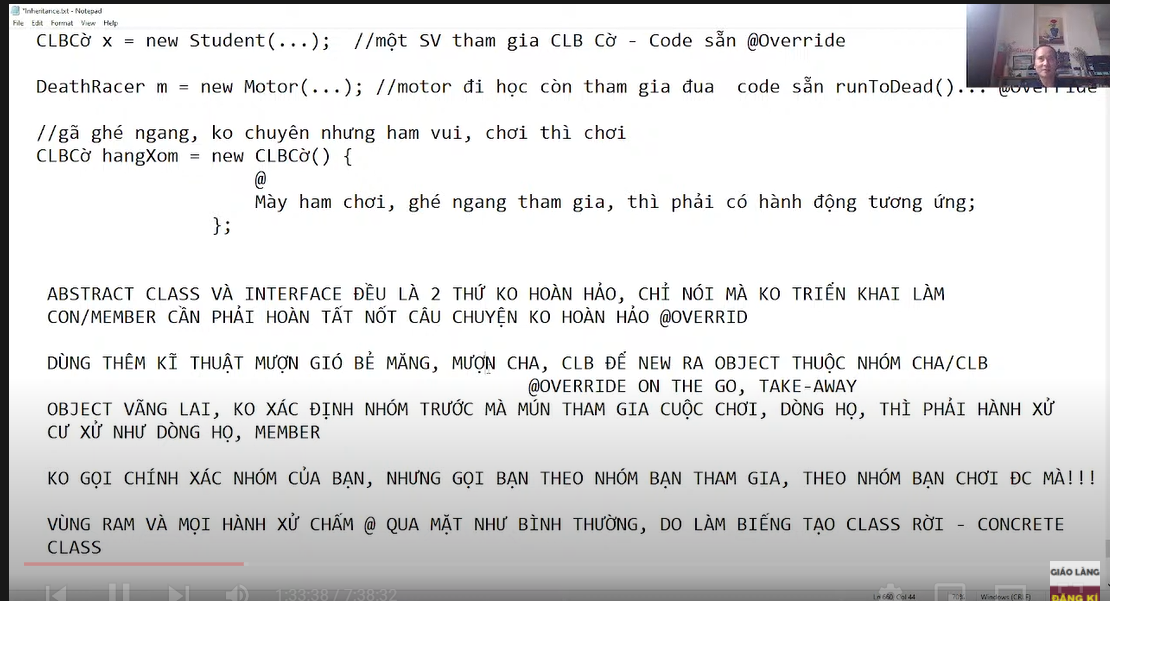 *Inheritance.txt - Notepad
File Edit Format View Help
CLBCờ x = new Student(...); //một SV tham gia CLB Cờ - Code sẵn @Override
DeathRacer m = new Motor(...); //motor đi học còn tham gia đua code sẵn runToDead()... @Override
//gã ghé ngang, ko chuyên nhưng ham vui, chơi thì chơi
CLBCờ hangXom = new CLBCờ() {
@
Mày ham chơi, ghé ngang tham gia, thì phải có hành động tương ứng;
};
ABSTRACT CLASS VÀ INTERFACE ĐỀU LÀ 2 THỨ KO HOÀN HẢO, CHỈ NÓI MÀ KO TRIỂN KHAI LÀM
CON/MEMBER CẦN PHẢI HOÀN TẤT NỐT CÂU CHUYỆN KO HOÀN HẢO @OVERRID
DÙNG THÊM KĨ THUẬT MƯỢN GIÓ BẺ MĂNG, MƯỢN CHA, CLB ĐỂ NEW RA OBJECT THUỘC NHÓM CHA/CLB
@OVERRIDE ON THE GO, TAKE-AWAY
OBJECT VÃNG LAI, KO XÁC ĐỊNH NHÓM TRƯỚC MÀ MÚN THAM GIA CUỘC CHƠI, DÒNG HỌ, THÌ PHẢI HÀNH XỬ
CƯ XỬ NHƯ DÒNG HỌ, MEMBER
KO GỌI CHÍNH XÁC NHÓM CỦA BẠN, NHƯNG GỌI BẠN THEO NHÓM BẠN THAM GIA, THEO NHÓM BẠN CHƠI ĐC MÀ!!!
VÙNG RAM VÀ MỌI HÀNH XỬ CHẤM @ QUA MẶT NHƯ BÌNH THƯỜNG, DO LÀM BIẾNG TẠO CLASS RỜI - CONCRETE
CLASS
GIÁO LÀNG
ĐĂNG KÍ
1:33:38 / 7:38:32
Ln 660, Col 44
70%
Windows (CRLF)